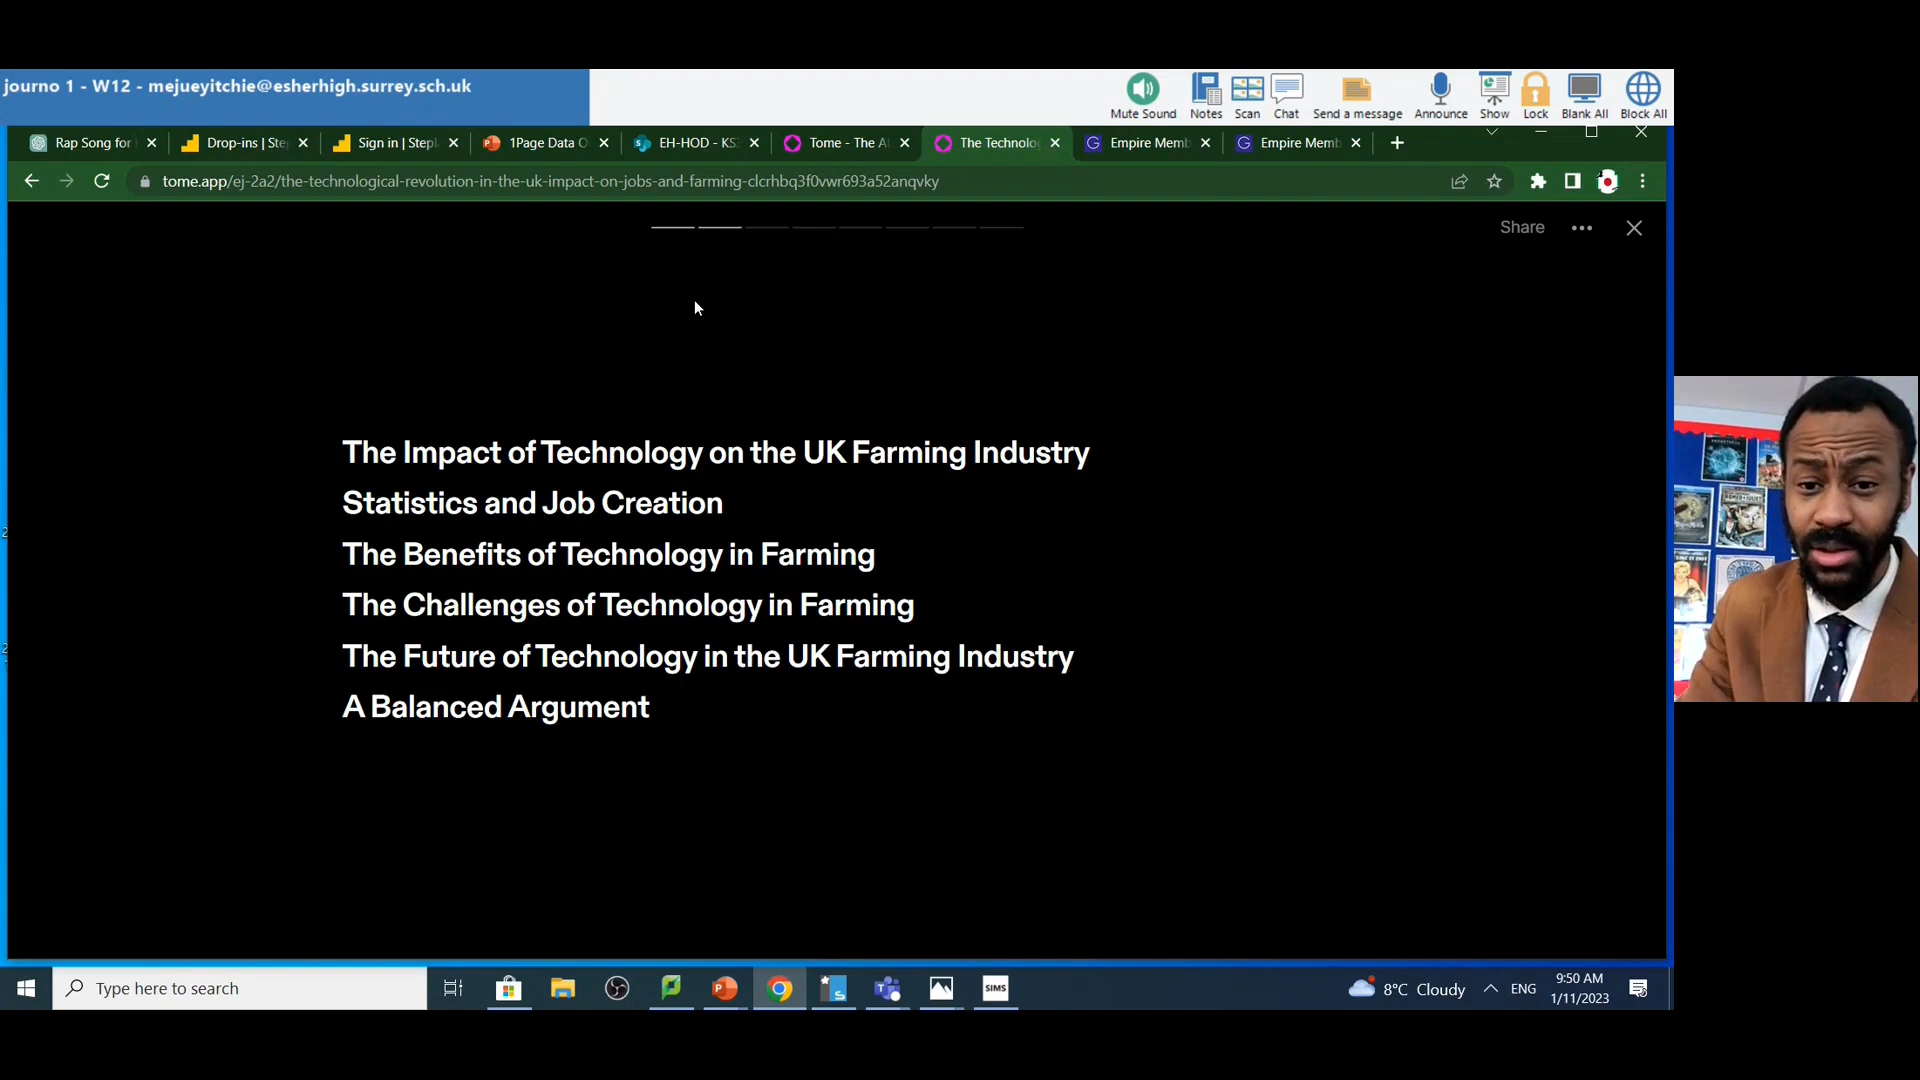 journo 1 - W12 - mejueyitchie@esherhigh.surrey.sch.uk
Mute Sound Notes Scan Chat Send a message Announce Show Lock Blank All Block All
Rap Song for Drop-ins | Ste Sign in | Stepl 1Page Data O EH-HOD - KS Tome - The AI The Technolo Empire Memb Empire Memb
tome.app/ej-2a2/the-technological-revolution-in-the-uk-impact-on-jobs-and-farming-clcrhbq3f0vwr693a52anqvky
Share
The Impact of Technology on the UK Farming Industry
Statistics and Job Creation
The Benefits of Technology in Farming
The Challenges of Technology in Farming
The Future of Technology in the UK Farming Industry
A Balanced Argument
Type here to search
SIMS
8°C Cloudy
ENG
9:50 AM
1/11/2023